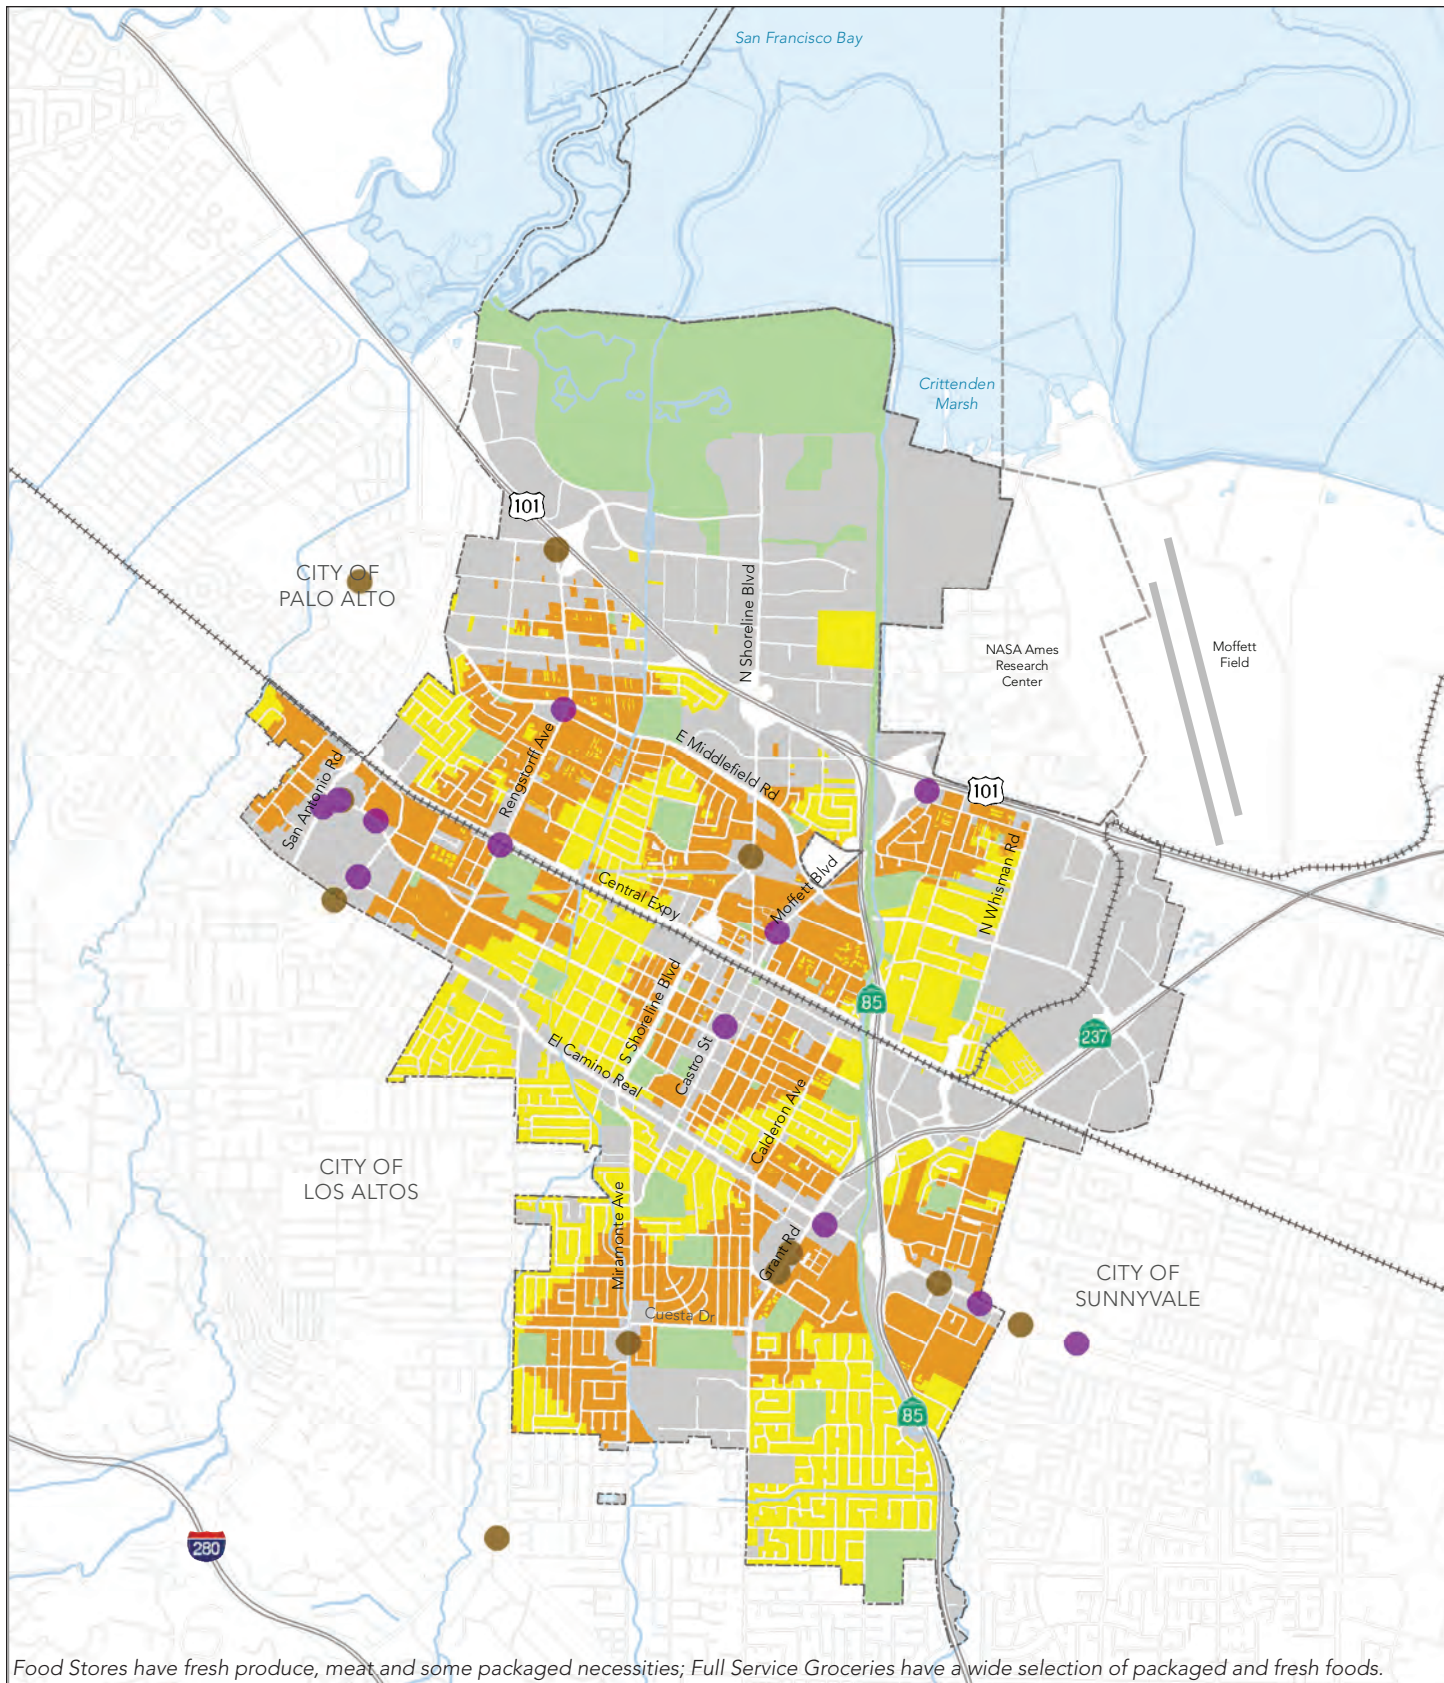 San Francisco Bay
Crittenden
Marsh
101
CITY OF
PALO ALTO
N Shoreline Blvd
NASA Ames
Research
Center
Moffett
Field
Rengstorff Ave
E Middlefield Rd
San Antonio Rd
101
N Whisman Rd
Central Expy
Moffett Blvd
85
237
S Shoreline Blvd
Castro St
El Camino Real
Calderon Ave
CITY OF
LOS ALTOS
Miramonte Ave
Grant Rd
CITY OF
SUNNYVALE
Cuesta Dr
85
280
Food Stores have fresh produce, meat and some packaged necessities; Full Service Groceries have a wide selection of packaged and fresh foods.